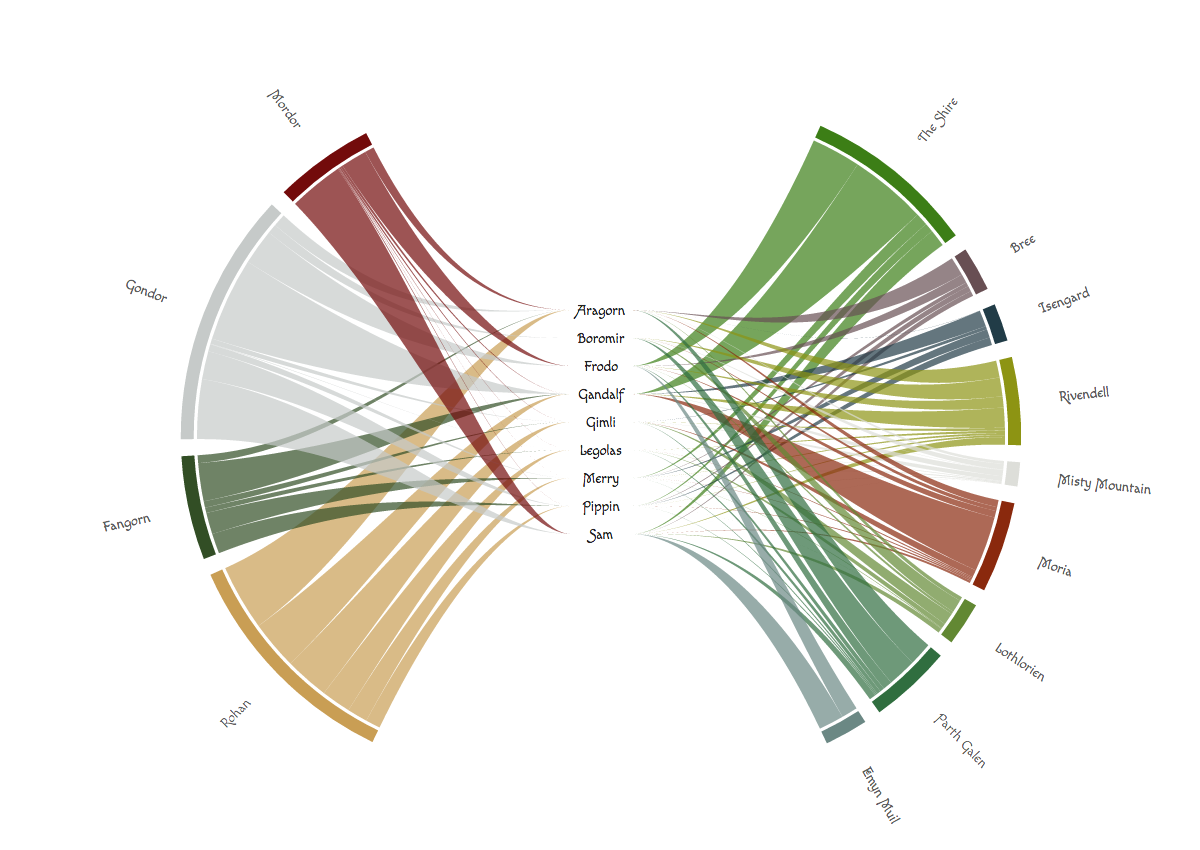 Mordor
Gondor
Fangorn
Rohan
Aragorn
Boromir
Frodo
Gandalf
Gimli
Legolas
Merry
Pippin
Sam
The Shire
Bree
Isengard
Rivendell
Misty Mountain
Moria
Lothlorien
Parth Galen
Emyn Muil